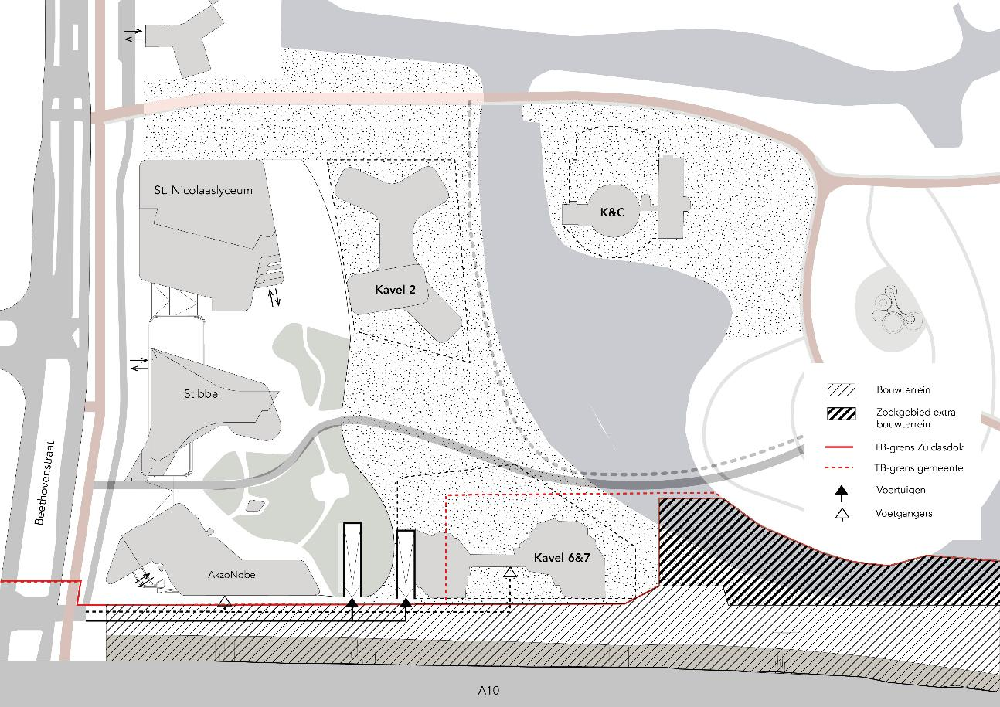 St. Nicolaaslyceum
K&C
Kavel 2
Stibbe
Bouwterrein
Zoekgebied extra
bouwterrein
TB-grens Zuidasdok
TB-grens gemeente
Voertuigen
Voetgangers
Beethovenstraat
Kavel 6&7
AkzoNobel
A10